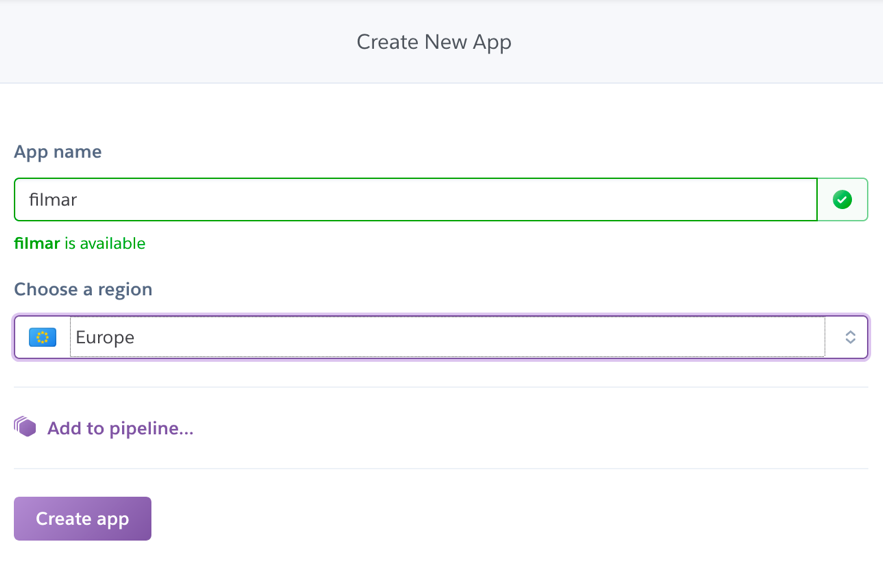 Create New App
App name
filmar
filmar is available
Choose a region
Europe
Add to pipeline...
Create app